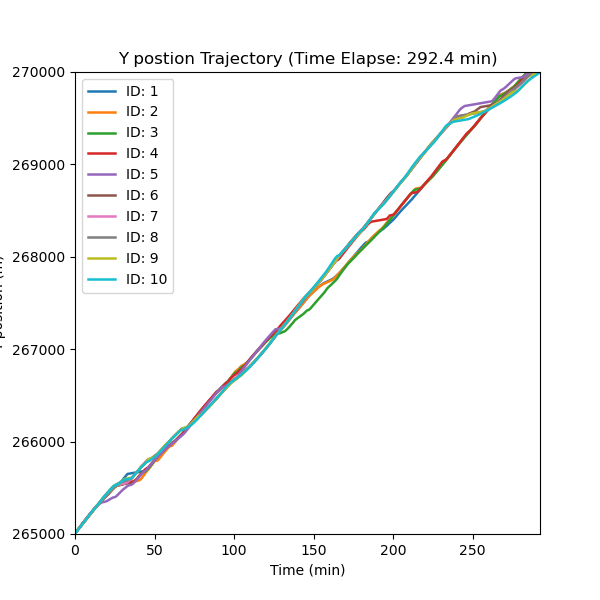 Y postion Trajectory (Time Elapse: 292.4 min)
270000
269000
268000
267000
266000
265000
ID: 1
ID: 2
ID: 3
ID: 4
ID: 5
ID: 6
ID: 7
ID: 8
ID: 9
ID: 10
0 50 100 150 200 250
Time (min)